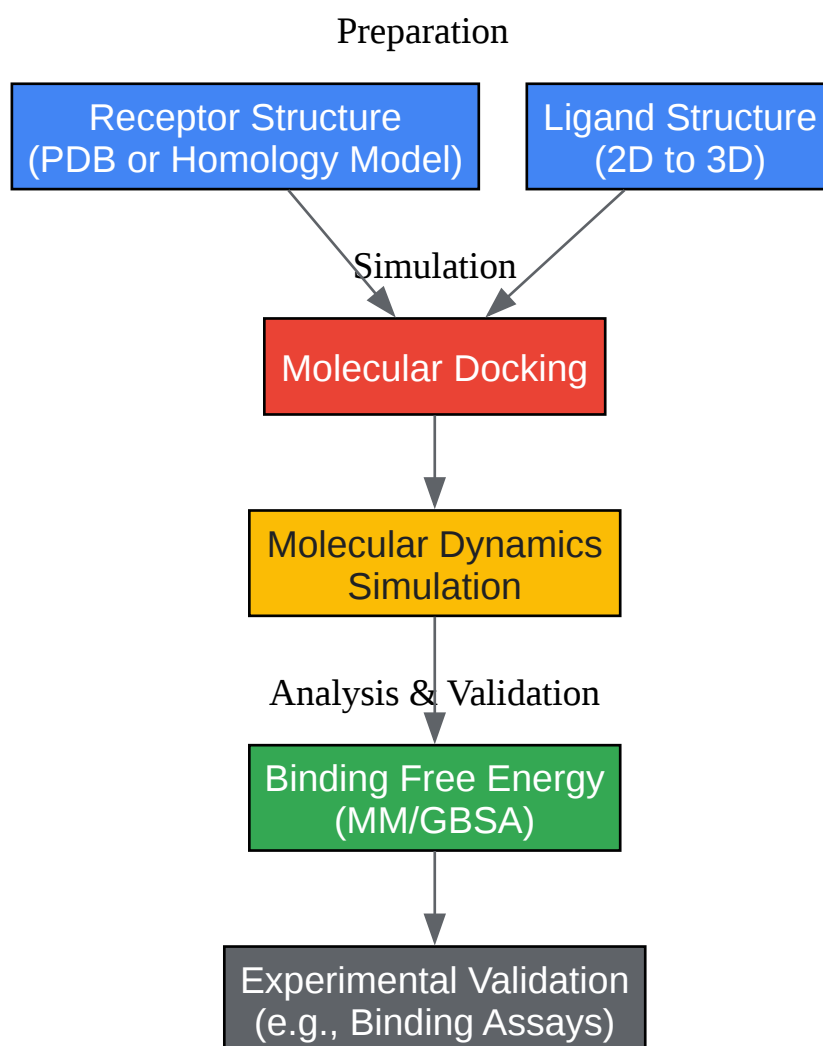 Preparation
Receptor Structure
(PDB or Homology Model)
Ligand Structure
(2D to 3D)
Simulation
Molecular Docking
Molecular Dynamics
Simulation
Analysis & Validation
Binding Free Energy
(MM/GBSA)
Experimental Validation
(e.g., Binding Assays)